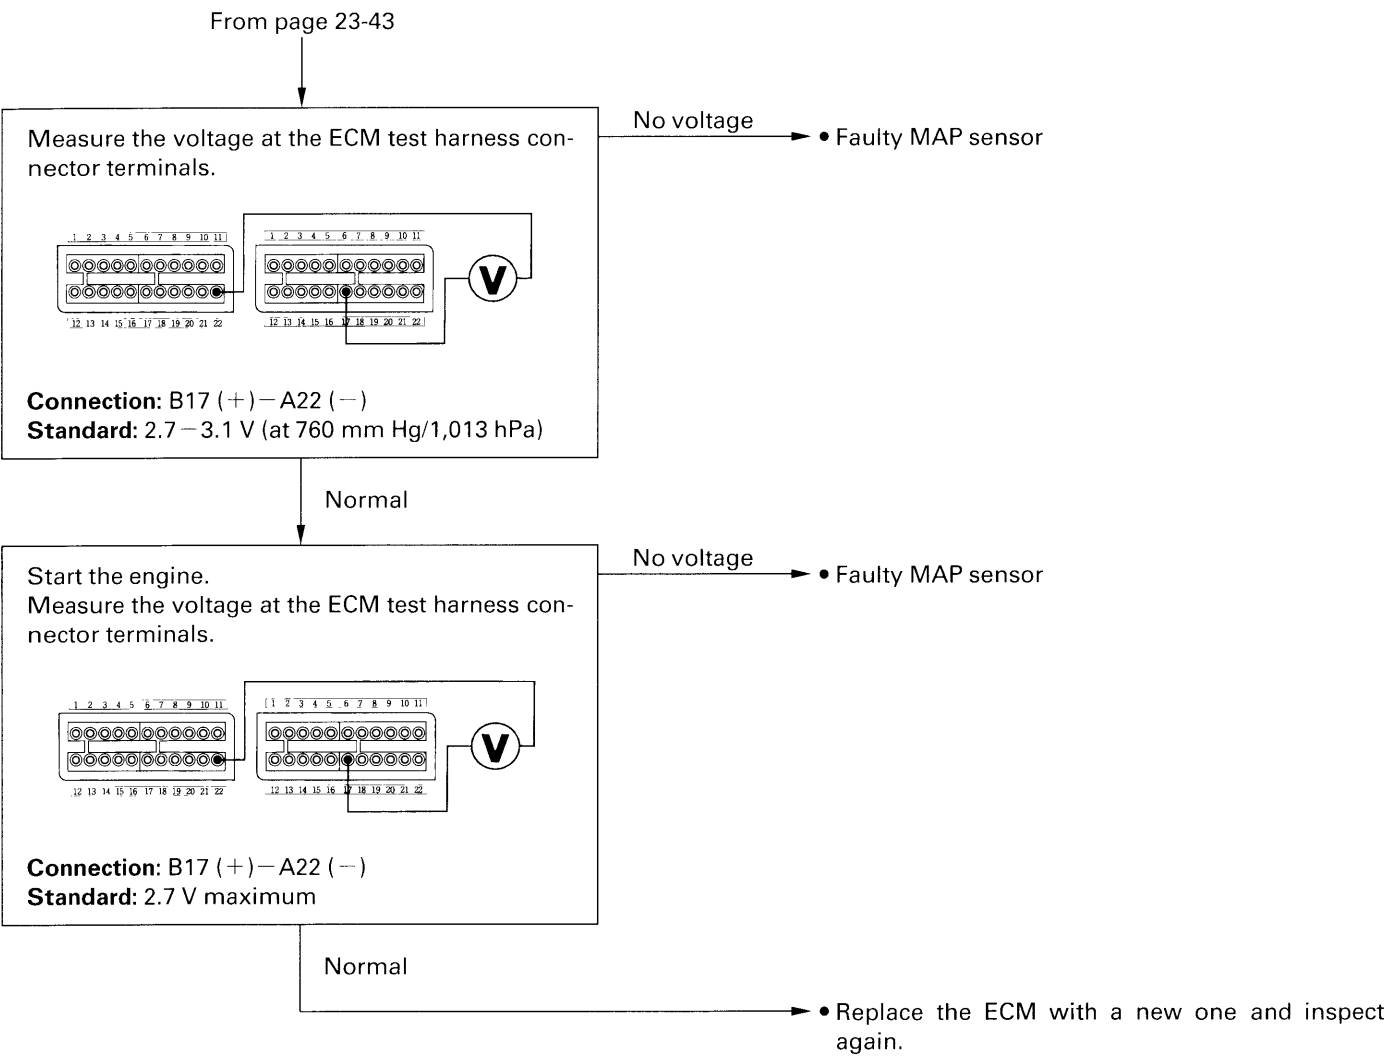 From page 23-43
Measure the voltage at the ECM test harness con-
nector terminals.
No voltage
• Faulty MAP sensor
1 2 3 4 5 6 7 8 9 10 11
1 2 3 4 5 6 7 8 9 10 11
V
12 13 14 15 16 17 18 19 20 21 22
12 13 14 15 16 17 18 19 20 21 22
Connection: B17 (+)–A22 (–)
Standard: 2.7–3.1 V (at 760 mm Hg/1,013 hPa)
Normal
Start the engine.
Measure the voltage at the ECM test harness con-
nector terminals.
No voltage
• Faulty MAP sensor
1 2 3 4 5 6 7 8 9 10 11
1 2 3 4 5 6 7 8 9 10 11
V
12 13 14 15 16 17 18 19 20 21 22
12 13 14 15 16 17 18 19 20 21 22
Connection: B17 (+)–A22 (–)
Standard: 2.7 V maximum
Normal
• Replace the ECM with a new one and inspect
again.